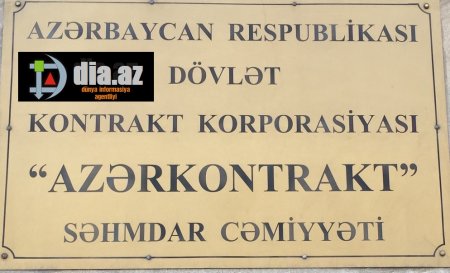 AZƏRBAYCAN RESPUBLİKASI
dia.az
dünya informasiya
agentliyi
DÖVLƏT
KONTRAKT KORPORASİYASI
“AZƏRKONTRAKT”
SƏHMDAR CƏMİYYƏTİ